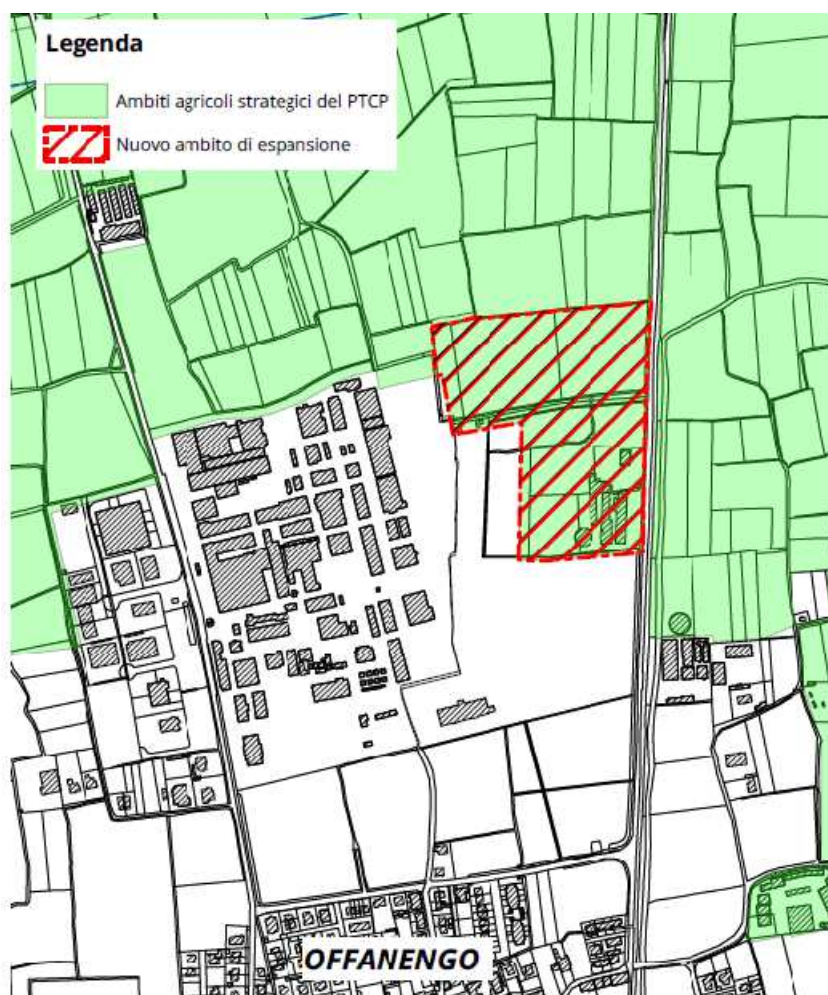 Legenda
Ambiti agricoli strategici del PTCP
Nuovo ambito di espansione
OFFANENGO